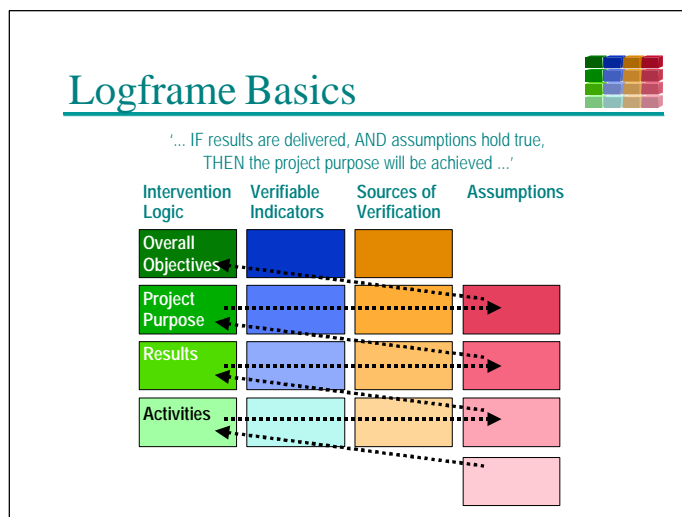 Logframe Basics
'... IF results are delivered, AND assumptions hold true,
THEN the project purpose will be achieved ...'
Intervention
Logic
Verifiable
Indicators
Sources of
Verification
Assumptions
Overall
Objectives
Project
Purpose
Results
Activities